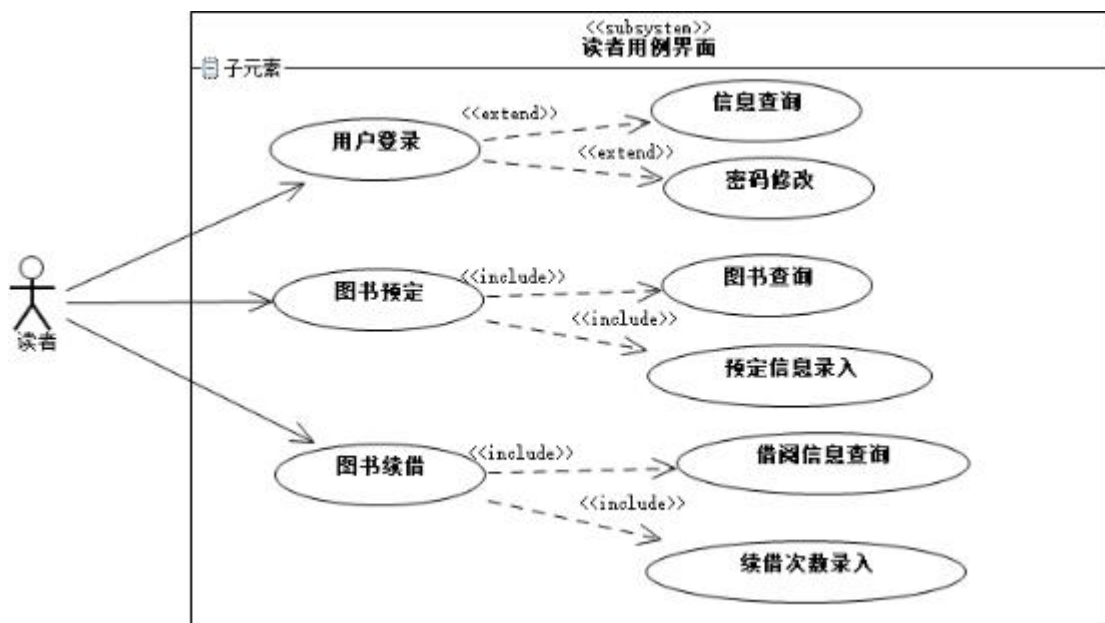 <<subsystem>>
读者用例界面
子元素
信息查询
<<extend>>
用户登录
<<extend>>
密码修改
图书查询
<<include>>
图书预定
<<include>>
读者
预定信息录入
借阅信息查询
<<include>>
图书续借
<<include>>
续借次数录入